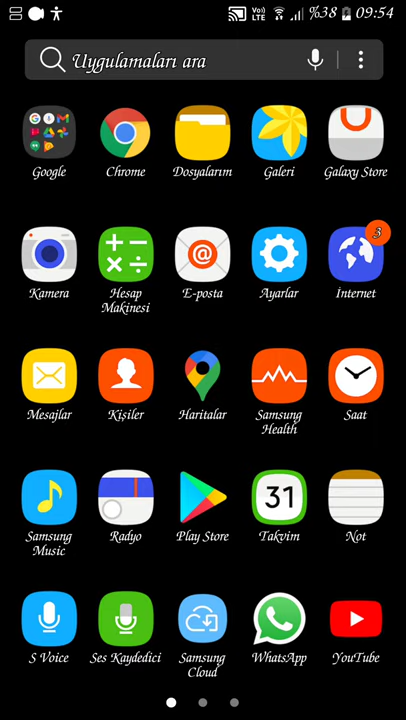 Vo)) LTE %38 09:54
Uygulamaları ara
Google Chrome Dosyalarım Galeri Galaxy Store
3
Kamera Hesap Makinesi E-posta Ayarlar İnternet
Mesajlar Kişiler Haritalar Samsung Health Saat
31
Samsung Music Radyo Play Store Takvim Not
S Voice Ses Kaydedici Samsung Cloud WhatsApp YouTube